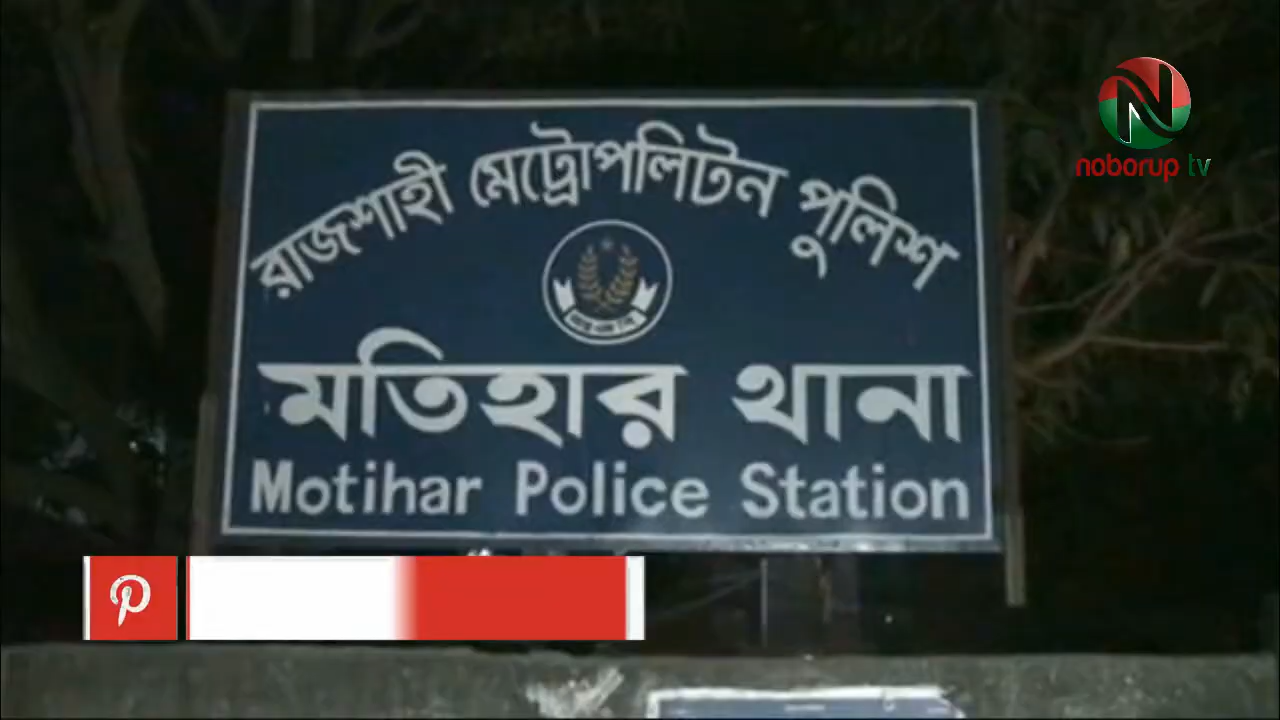 রাজশাহী মেট্রোপলিটন পুলিশ
মতিহার থানা
Motihar Police Station
noborup tv